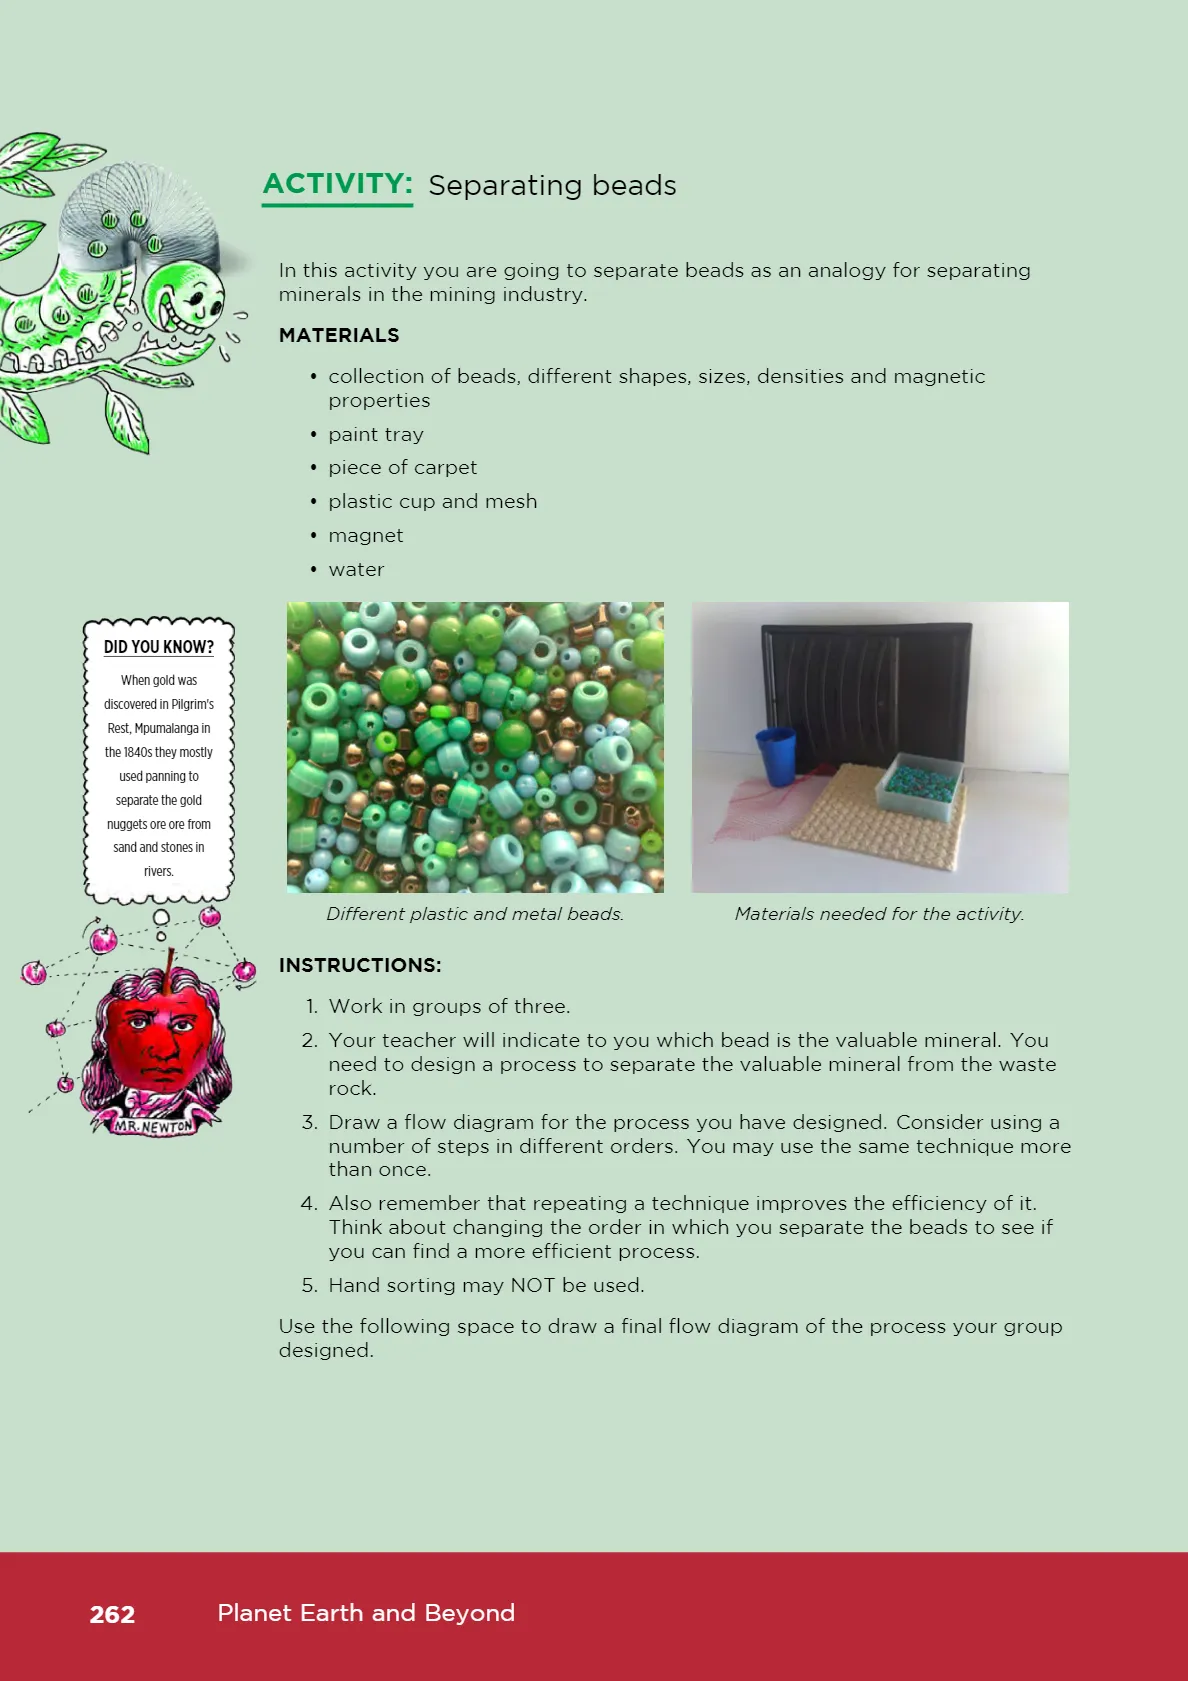 ACTIVITY: Separating beads
In this activity you are going to separate beads as an analogy for separating
minerals in the mining industry.
MATERIALS
• collection of beads, different shapes, sizes, densities and magnetic
properties
• paint tray
• piece of carpet
• plastic cup and mesh
• magnet
• water
DID YOU KNOW?
When gold was
discovered in Pilgrim's
Rest, Mpumalanga in
the 1840s they mostly
used panning to
separate the gold
nuggets ore ore from
sand and stones in
rivers.
MR. NEWTON
Different plastic and metal beads.
Materials needed for the activity.
INSTRUCTIONS:
1. Work in groups of three.
2. Your teacher will indicate to you which bead is the valuable mineral. You
need to design a process to separate the valuable mineral from the waste
rock.
3. Draw a flow diagram for the process you have designed. Consider using a
number of steps in different orders. You may use the same technique more
than once.
4. Also remember that repeating a technique improves the efficiency of it.
Think about changing the order in which you separate the beads to see if
you can find a more efficient process.
5. Hand sorting may NOT be used.
Use the following space to draw a final flow diagram of the process your group
designed.
262 Planet Earth and Beyond